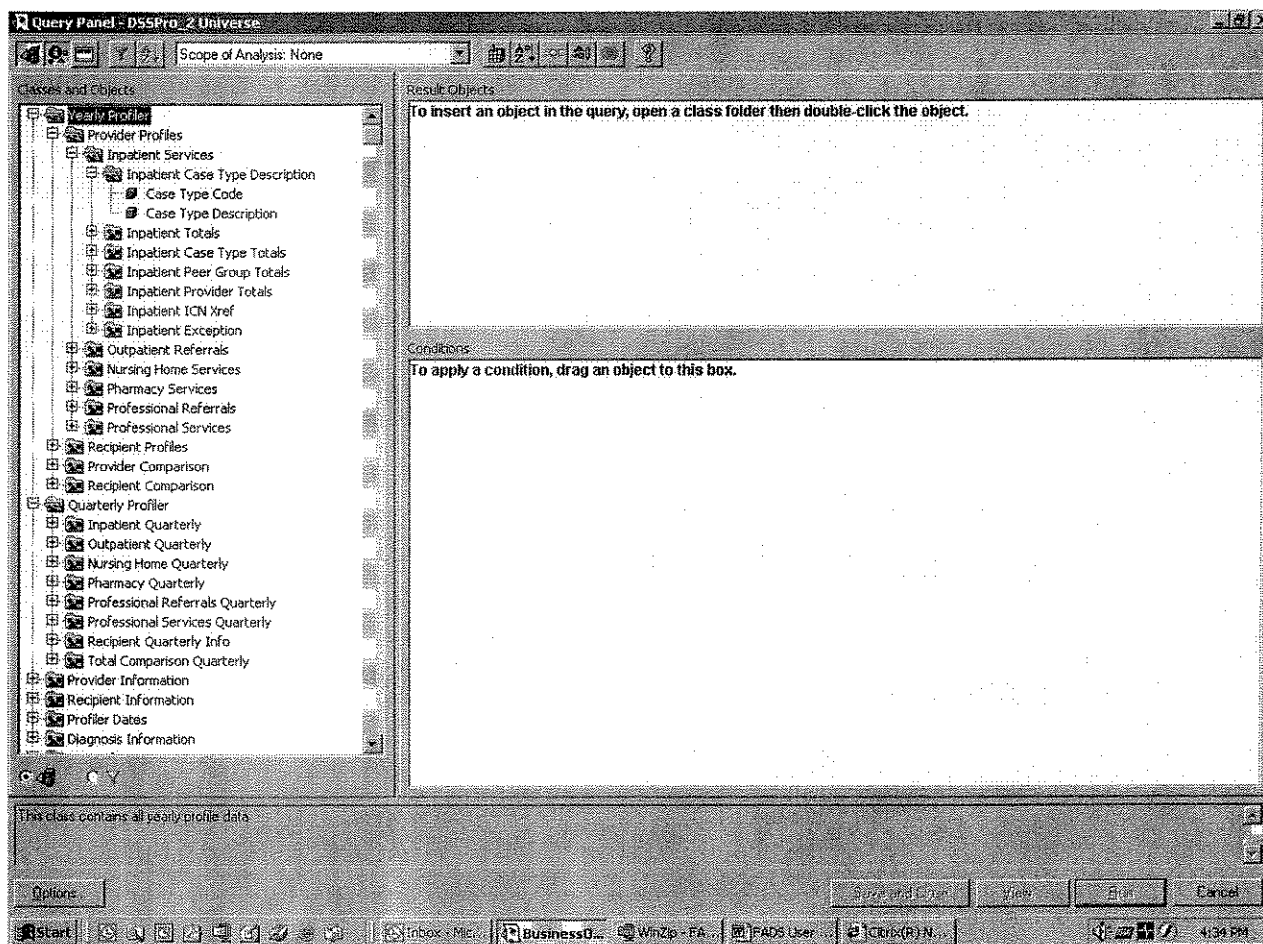 Query Panel - DSSPro_2 Universe
Scope of Analysis: None
Classes and Objects
Yearly Profiler
Provider Profiles
Inpatient Services
Inpatient Case Type Description
Case Type Code
Case Type Description
Inpatient Totals
Inpatient Case Type Totals
Inpatient Peer Group Totals
Inpatient Provider Totals
Inpatient ICN Xref
Inpatient Exception
Outpatient Referrals
Nursing Home Services
Pharmacy Services
Professional Referrals
Professional Services
Recipient Profiles
Provider Comparison
Recipient Comparison
Quarterly Profiler
Inpatient Quarterly
Outpatient Quarterly
Nursing Home Quarterly
Pharmacy Quarterly
Professional Referrals Quarterly
Professional Services Quarterly
Recipient Quarterly Info
Total Comparison Quarterly
Provider Information
Recipient Information
Profiler Dates
Diagnosis Information
Result Objects
To insert an object in the query, open a class folder then double-click the object.
Conditions
To apply a condition, drag an object to this box.
This class contains all yearly profile data
Options...
Save and Close
View
Run
Cancel
Start
Inbox - Mic...
BusinessO...
WinZip - FA...
FADS User ...
Citrix(R) N...
4:34 PM